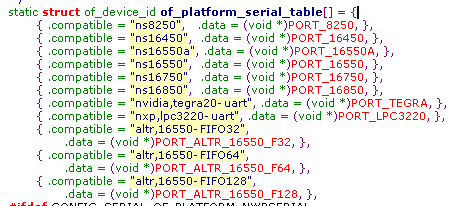 static struct of_device_id of_platform_serial_table[] = {
{ .compatible = "ns8250", .data = (void *)PORT_8250, },
{ .compatible = "ns16450", .data = (void *)PORT_16450, },
{ .compatible = "ns16550a", .data = (void *)PORT_16550A, },
{ .compatible = "ns16550", .data = (void *)PORT_16550, },
{ .compatible = "ns16750", .data = (void *)PORT_16750, },
{ .compatible = "ns16850", .data = (void *)PORT_16850, },
{ .compatible = "nvidia,tegra20-uart", .data = (void *)PORT_TEGRA, },
{ .compatible = "nxp,lpc3220-uart", .data = (void *)PORT_LPC3220, },
{ .compatible = "altr,16550-FIFO32",
.data = (void *)PORT_ALTR_16550_F32, },
{ .compatible = "altr,16550-FIFO64",
.data = (void *)PORT_ALTR_16550_F64, },
{ .compatible = "altr,16550-FIFO128",
.data = (void *)PORT_ALTR_16550_F128, },
#ifdef CONFIG_SERIAL_OF_PLATFORM_NWPSERIAL